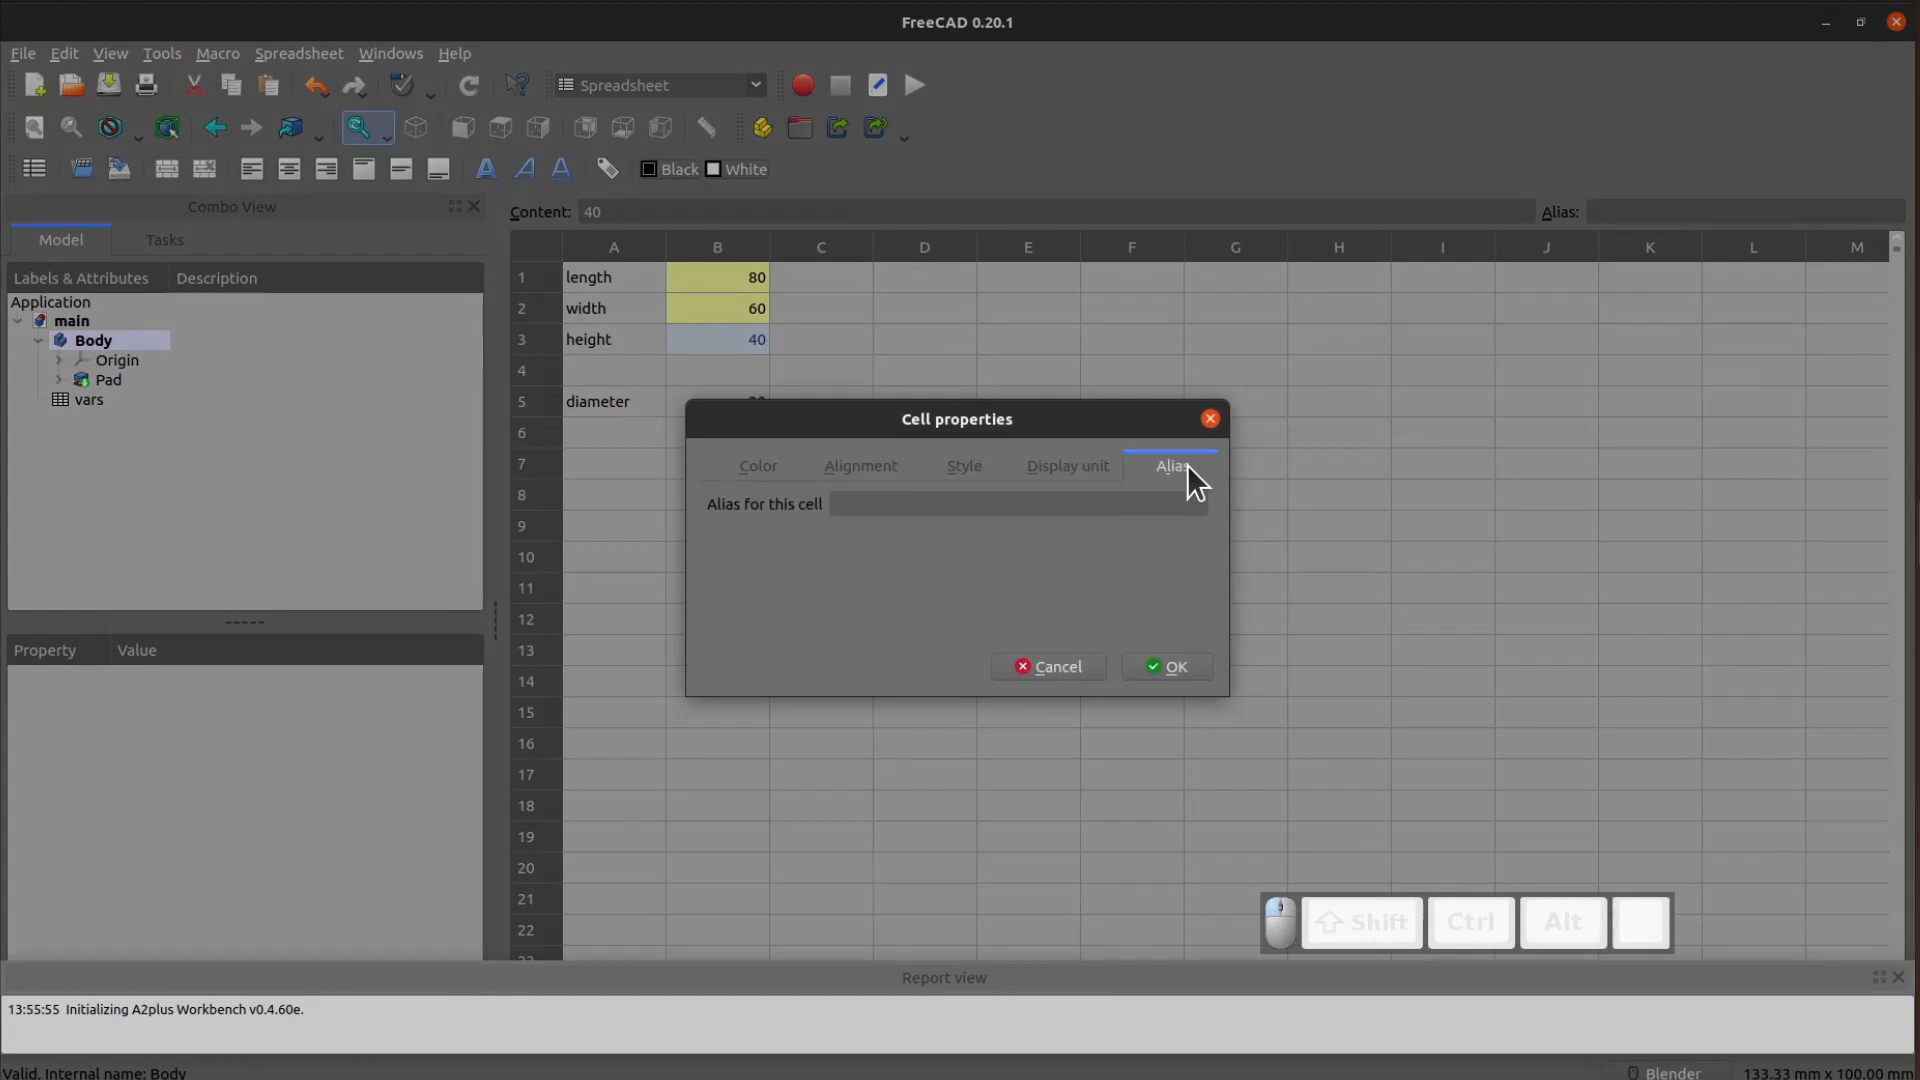 FreeCAD 0.20.1
File Edit View Tools Macro Spreadsheet Windows Help
Spreadsheet
Black White
Combo View
Content: 40 Alias:
Model Tasks
A B C D E F G H I J K L M
Labels & Attributes Description
1 length 80
Application
2 width 60
main
3 height 40
Body
Origin
4
Pad
vars
5 diameter
Cell properties
6
7
Color Alignment Style Display unit Alias
8
Alias for this cell
9
10
11
12
13
Property Value
Cancel OK
14
15
16
17
18
19
20
21
Shift Ctrl Alt
22
Report view
13:55:55 Initializing A2plus Workbench v0.4.60e.
Valid, Internal name: Body
Blender 133.33 mm x 100.00 mm